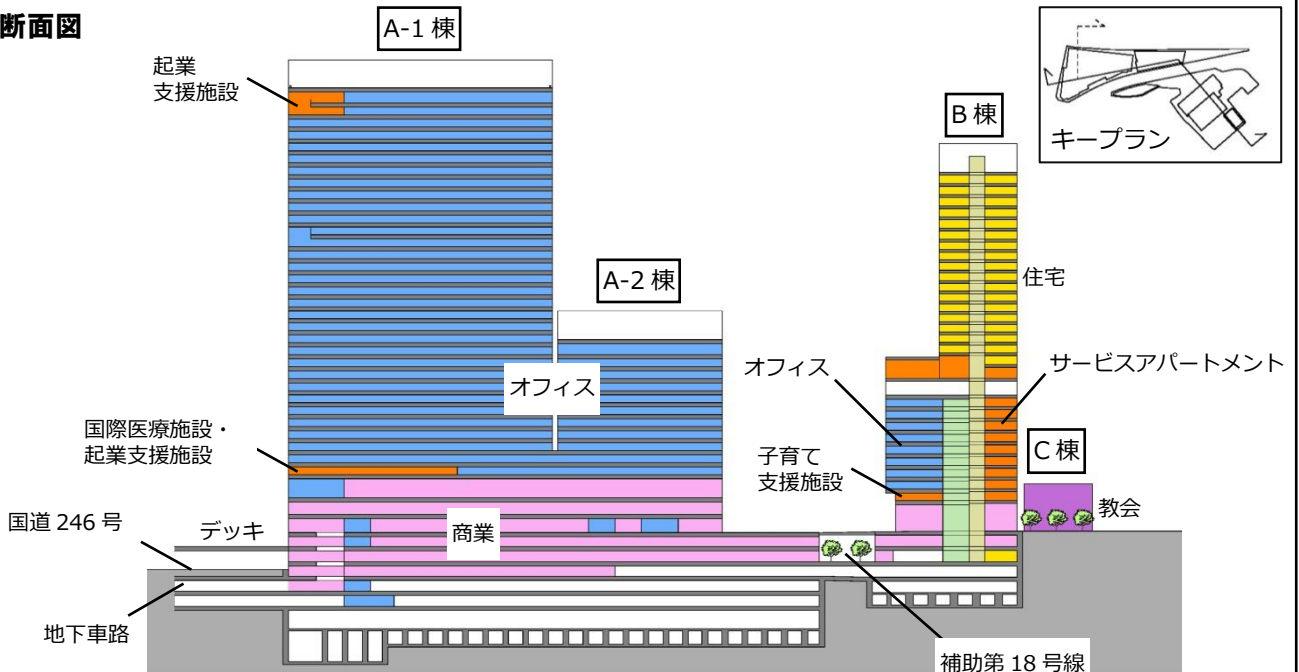 断面図
A-1 棟
起業
支援施設
B 棟
キープラン
A-2 棟
住宅
オフィス
オフィス
サービスアパートメント
国際医療施設・
起業支援施設
子育て
支援施設
C 棟
教会
国道 246 号
デッキ
商業
地下車路
補助第 18 号線